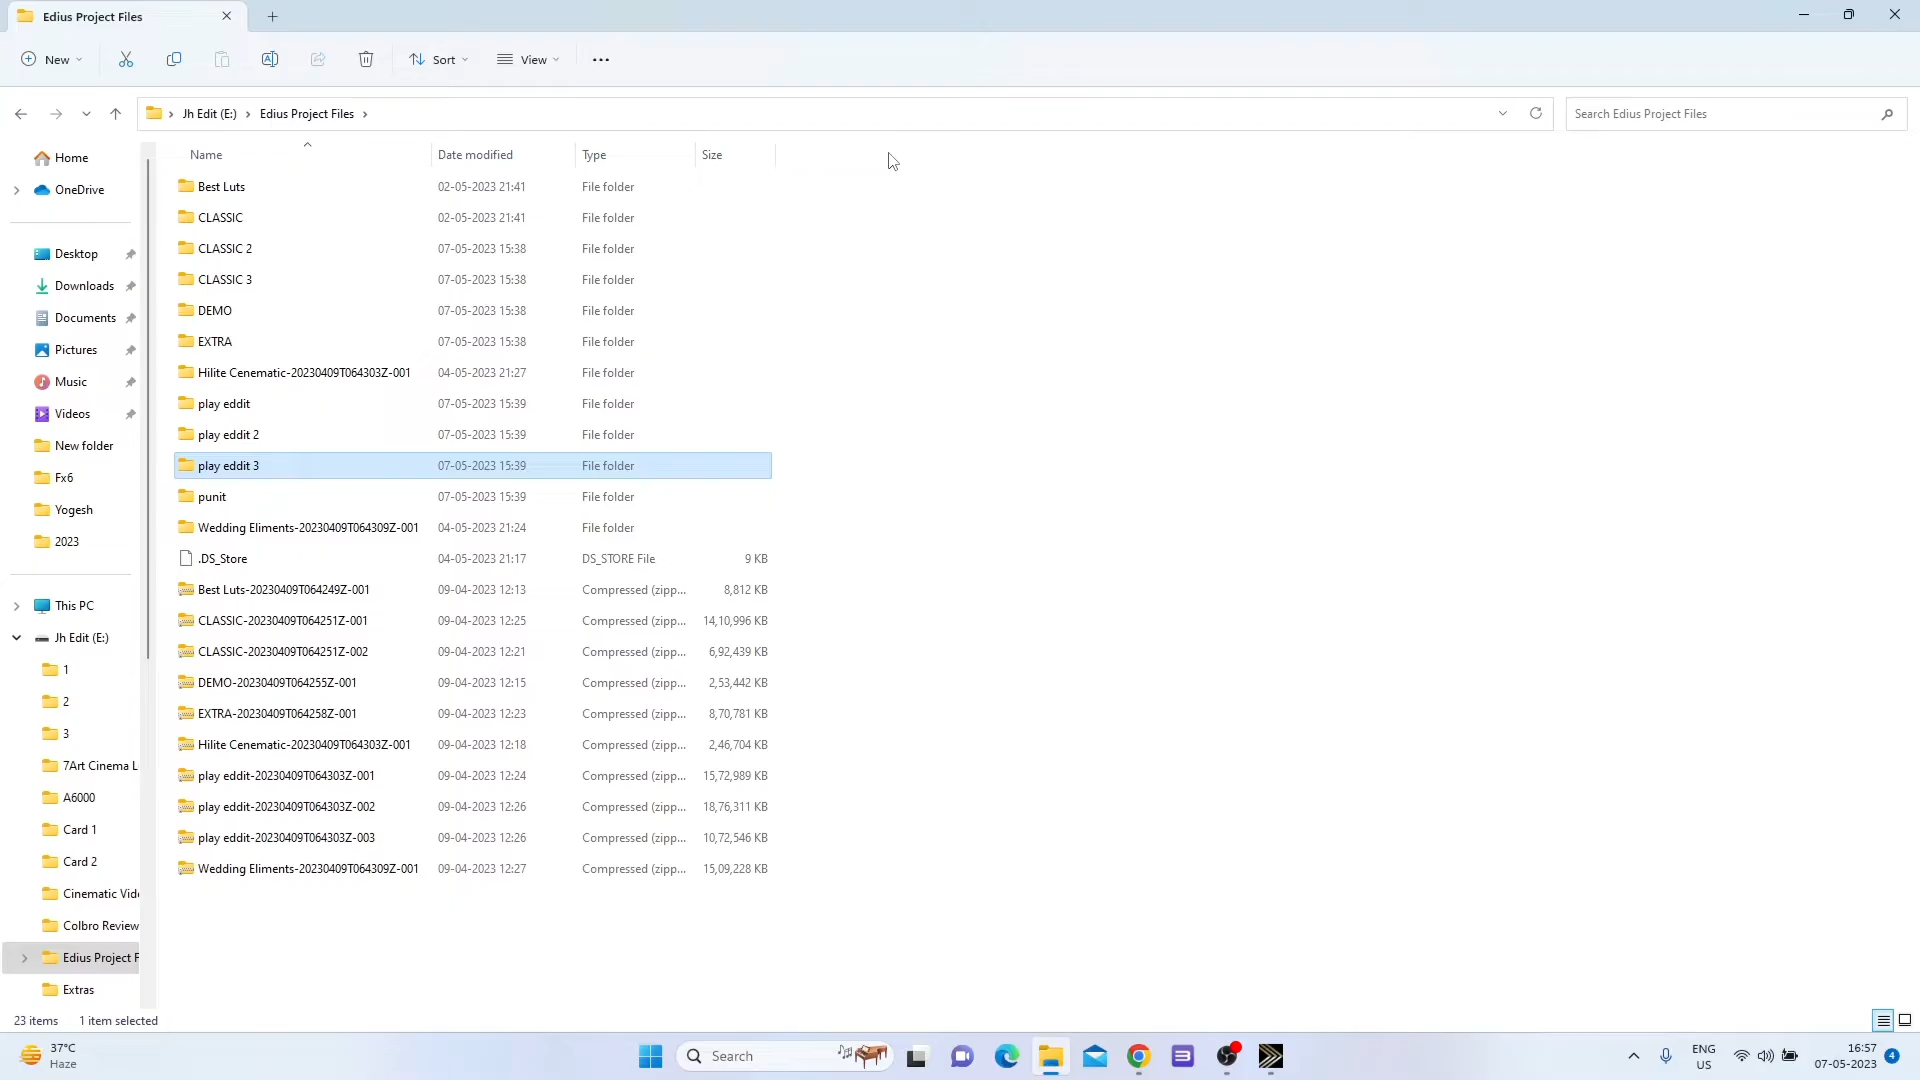 Edius Project Files
New
Sort
View
Jh Edit (E:)
Edius Project Files
Search Edius Project Files
Name
Date modified
Type
Size
Home
OneDrive
Desktop
Downloads
Documents
Pictures
Music
Videos
New folder
Fx6
Yogesh
2023
This PC
Jh Edit (E:)
1
2
3
7Art Cinema L
A6000
Card 1
Card 2
Cinematic Vide
Colbro Review
Edius Project F
Extras
Best Luts 02-05-2023 21:41 File folder
CLASSIC 02-05-2023 21:41 File folder
CLASSIC 2 07-05-2023 15:38 File folder
CLASSIC 3 07-05-2023 15:38 File folder
DEMO 07-05-2023 15:38 File folder
EXTRA 07-05-2023 15:38 File folder
Hilite Cenematic-20230409T064303Z-001 04-05-2023 21:27 File folder
play eddit 07-05-2023 15:39 File folder
play eddit 2 07-05-2023 15:39 File folder
play eddit 3 07-05-2023 15:39 File folder
punit 07-05-2023 15:39 File folder
Wedding Eliments-20230409T064309Z-001 04-05-2023 21:24 File folder
.DS_Store 04-05-2023 21:17 DS_STORE File 9 KB
Best Luts-20230409T064249Z-001 09-04-2023 12:13 Compressed (zipp... 8,812 KB
CLASSIC-20230409T064251Z-001 09-04-2023 12:25 Compressed (zipp... 14,10,996 KB
CLASSIC-20230409T064251Z-002 09-04-2023 12:21 Compressed (zipp... 6,92,439 KB
DEMO-20230409T064255Z-001 09-04-2023 12:15 Compressed (zipp... 2,53,442 KB
EXTRA-20230409T064258Z-001 09-04-2023 12:23 Compressed (zipp... 8,70,781 KB
Hilite Cenematic-20230409T064303Z-001 09-04-2023 12:18 Compressed (zipp... 2,46,704 KB
play eddit-20230409T064303Z-001 09-04-2023 12:24 Compressed (zipp... 15,72,989 KB
play eddit-20230409T064303Z-002 09-04-2023 12:26 Compressed (zipp... 18,76,311 KB
play eddit-20230409T064303Z-003 09-04-2023 12:26 Compressed (zipp... 10,72,546 KB
Wedding Eliments-20230409T064309Z-001 09-04-2023 12:27 Compressed (zipp... 15,09,228 KB
23 items 1 item selected
37°C
Haze
Search
ENG
US
16:57
07-05-2023
4